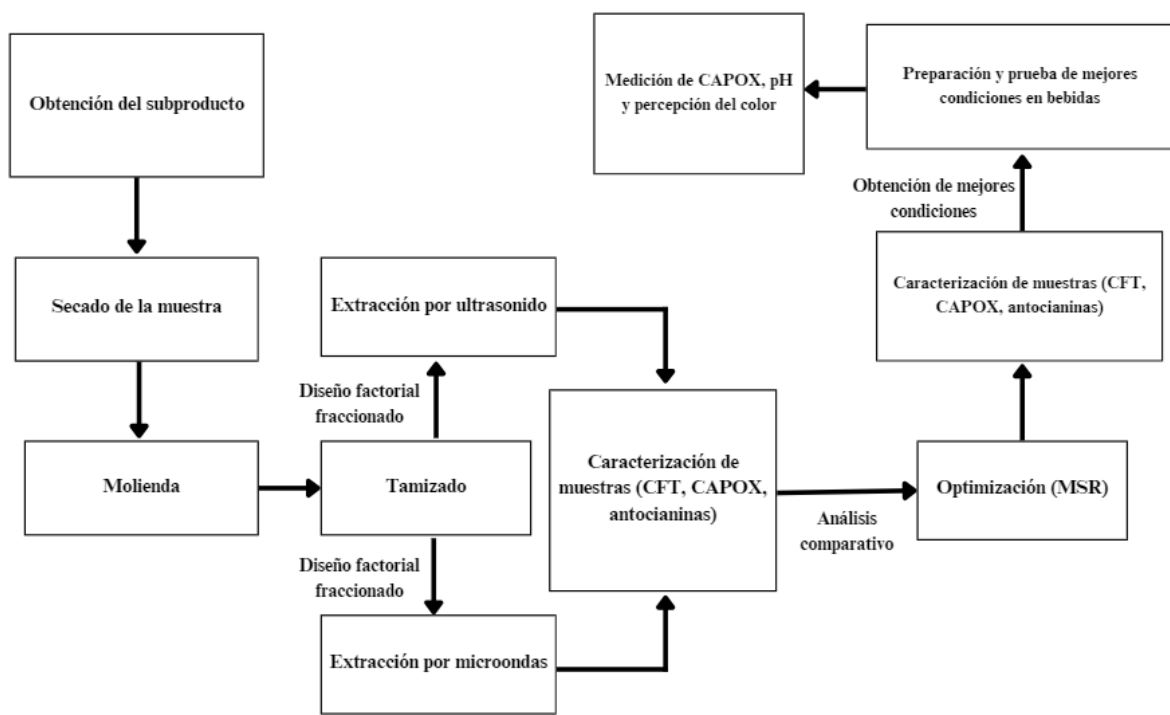 Obtención del subproducto
Secado de la muestra
Molienda
Tamizado
Diseño factorial
fraccionado
Extracción por ultrasonido
Diseño factorial
fraccionado
Extracción por microondas
Caracterización de
muestras (CFT, CAPOX,
antocianinas)
Análisis
comparativo
Optimización (MSR)
Caracterización de muestras (CFT,
CAPOX, antocianinas)
Obtención de mejores
condiciones
Preparación y prueba de mejores
condiciones en bebidas
Medición de CAPOX, pH
y percepción del color